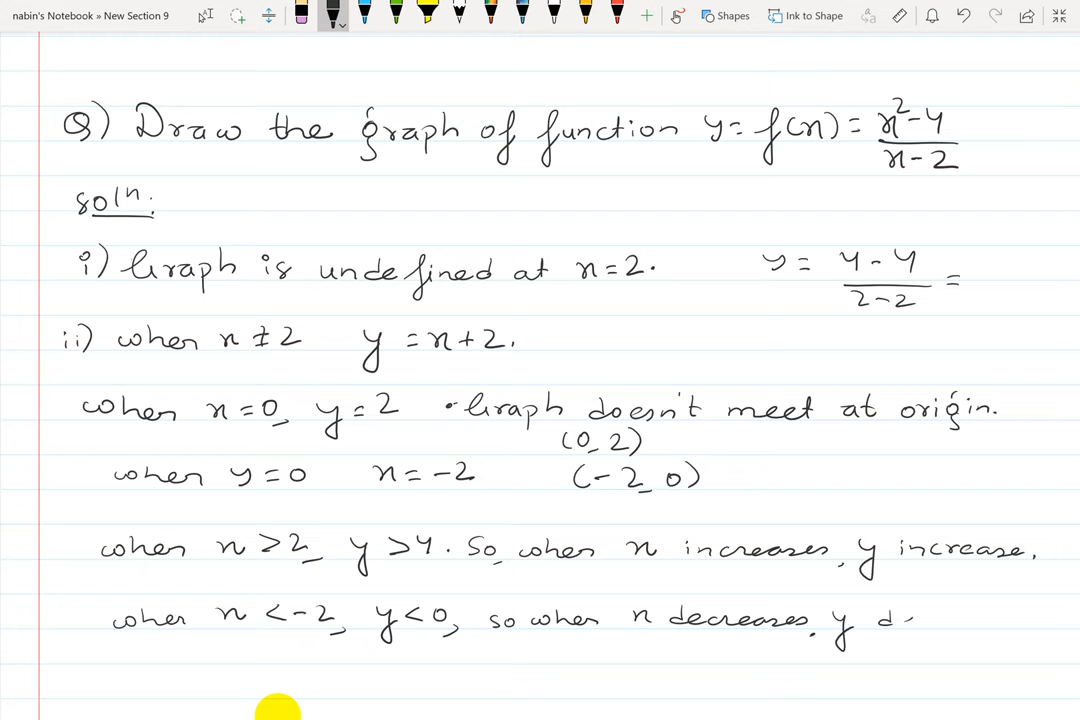 nabin's Notebook » New Section 9
Shapes Ink to Shape
Q) Draw the graph of function y = f(x) = x²-4 / x-2
soln:
i) Graph is undefined at x=2. y = 4-4 / 2-2 =
ii) when x ≠ 2 y = x+2.
when x=0, y=2 • Graph doesn't meet at origin.
(0, 2)
when y=0 x=-2 (-2, 0)
when x>2, y>4. So, when x increases, y increase.
when x<-2, y<0, so when x decreases, y d